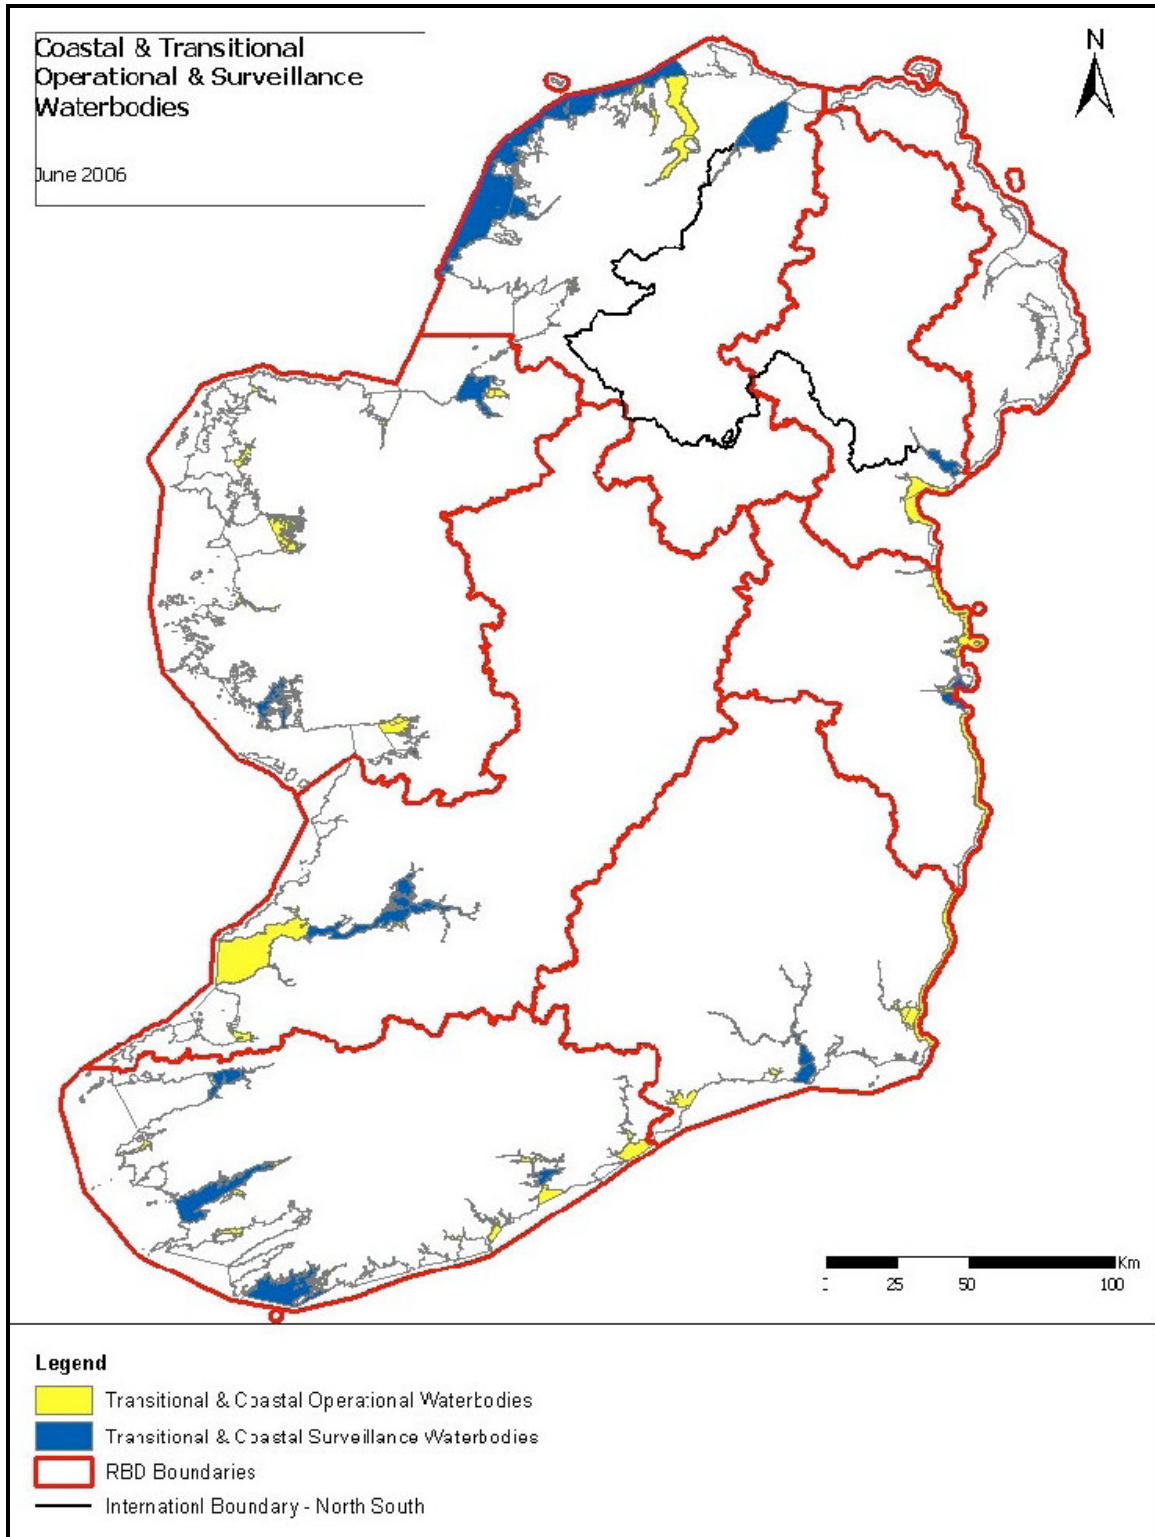 Coastal & Transitional
Operational & Surveillance
Waterbodies
June 2006
N
Km
25
50
100
Legend
Transitional & Coastal Operational Waterbodies
Transitional & Coastal Surveillance Waterbodies
RBD Boundaries
Internationl Boundary - North South